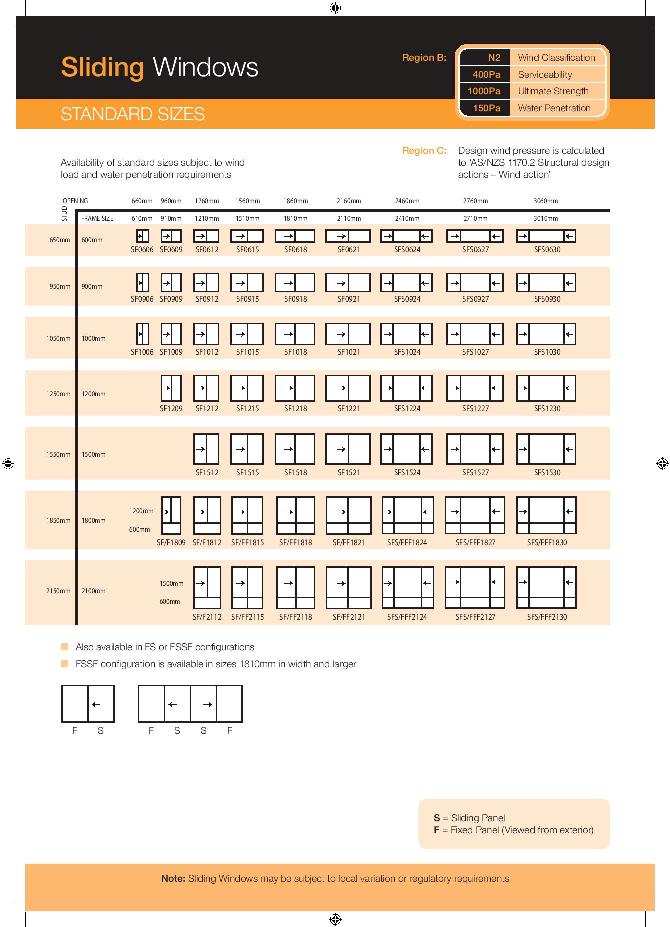 Sliding Windows
STANDARD SIZES
Region B:
N2 Wind Classification
400Pa Serviceability
1000Pa Ultimate Strength
150Pa Water Penetration
Region C: Design wind pressure is calculated
to 'AS/NZS 1170.2 Structural design
actions – Wind action'
Availability of standard sizes subject to wind
load and water penetration requirements
STUD OPENING 660mm 960mm 1260mm 1560mm 1860mm 2160mm 2460mm 2760mm 3060mm
FRAME SIZE 610mm 910mm 1210mm 1510mm 1810mm 2110mm 2410mm 2710mm 3010mm
650mm 600mm
SF0606 SF0609 SF0612 SF0615 SF0618 SF0621 SFS0624 SFS0627 SFS0630
950mm 900mm
SF0906 SF0909 SF0912 SF0915 SF0918 SF0921 SFS0924 SFS0927 SFS0930
1050mm 1000mm
SF1006 SF1009 SF1012 SF1015 SF1018 SF1021 SFS1024 SFS1027 SFS1030
1250mm 1200mm
SF1209 SF1212 SF1215 SF1218 SF1221 SFS1224 SFS1227 SFS1230
1550mm 1500mm
SF1512 SF1515 SF1518 SF1521 SFS1524 SFS1527 SFS1530
1850mm 1800mm 1200mm
600mm
SF/F1809 SF/F1812 SF/FF1815 SF/FF1818 SF/FF1821 SFS/FFF1824 SFS/FFF1827 SFS/FFF1830
2150mm 2100mm 1500mm
600mm
SF/F2112 SF/FF2115 SF/FF2118 SF/FF2121 SFS/FFF2124 SFS/FFF2127 SFS/FFF2130
Also available in FS or FSSF configurations
FSSF configuration is available in sizes 1810mm in width and larger
F S F S S F
S = Sliding Panel
F = Fixed Panel (Viewed from exterior)
Note: Sliding Windows may be subject to local variation or regulatory requirements